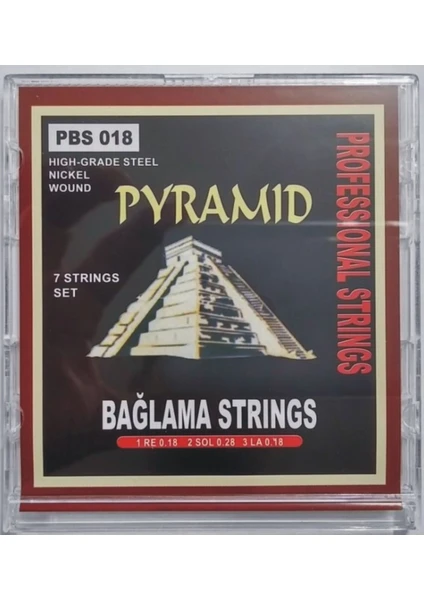 PBS 018
HIGH-GRADE STEEL
NICKEL
WOUND
PYRAMID
PROFESSIONAL STRINGS
7 STRINGS
SET
BAĞLAMA STRINGS
1 RE 0.18 2 SOL 0.28 3 LA 0.18